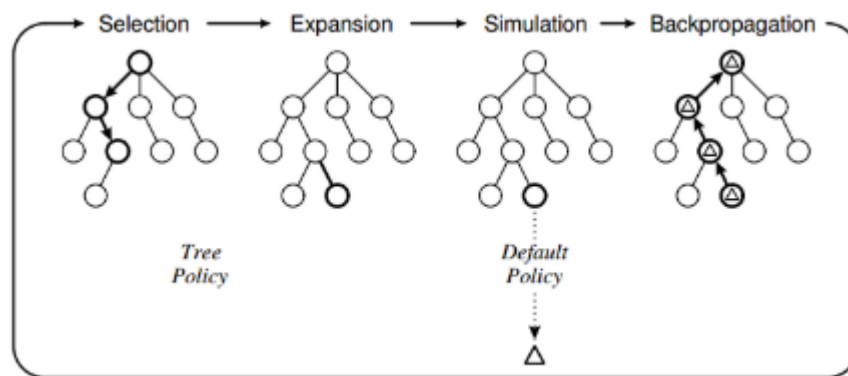 Selection Expansion Simulation Backpropagation
Tree Default
Policy Policy